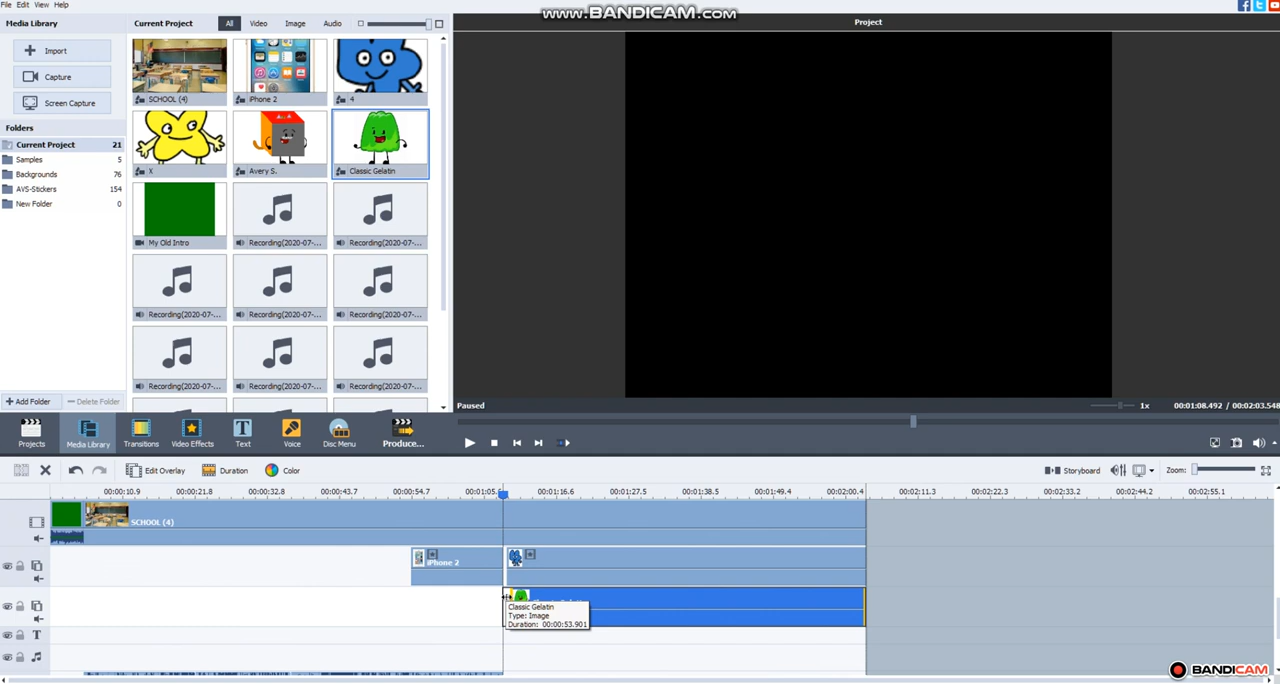 File Edit View Help
www.BANDICAM.com
Media Library
Current Project
All
Video
Image
Audio
Project
Import
Capture
Screen Capture
SCHOOL (4)
iPhone 2
4
Folders
Current Project 21
Samples 5
Backgrounds 76
AVS-Stickers 154
New Folder 0
X
Avery S.
Classic Gelatin
My Old Intro
Recording(2020-07-...
Recording(2020-07-...
Recording(2020-07-...
Recording(2020-07-...
Recording(2020-07-...
Recording(2020-07-...
Recording(2020-07-...
Recording(2020-07-...
+ Add Folder
Delete Folder
Paused
1x
00:01:08.492 / 00:02:03.548
Projects
Media Library
Transitions
Video Effects
Text
Voice
Disc Menu
Produce...
Edit Overlay
Duration
Color
Storyboard
Zoom:
00:00:10.9
00:00:21.8
00:00:32.8
00:00:43.7
00:00:54.7
00:01:05
00:01:16.6
00:01:27.5
00:01:38.5
00:01:49.4
00:02:00.4
00:02:11.3
00:02:22.3
00:02:33.2
00:02:44.2
00:02:55.1
SCHOOL (4)
iPhone 2
Classic Gelatin
Type: Image
Duration: 00:00:53.901
T
BANDICAM